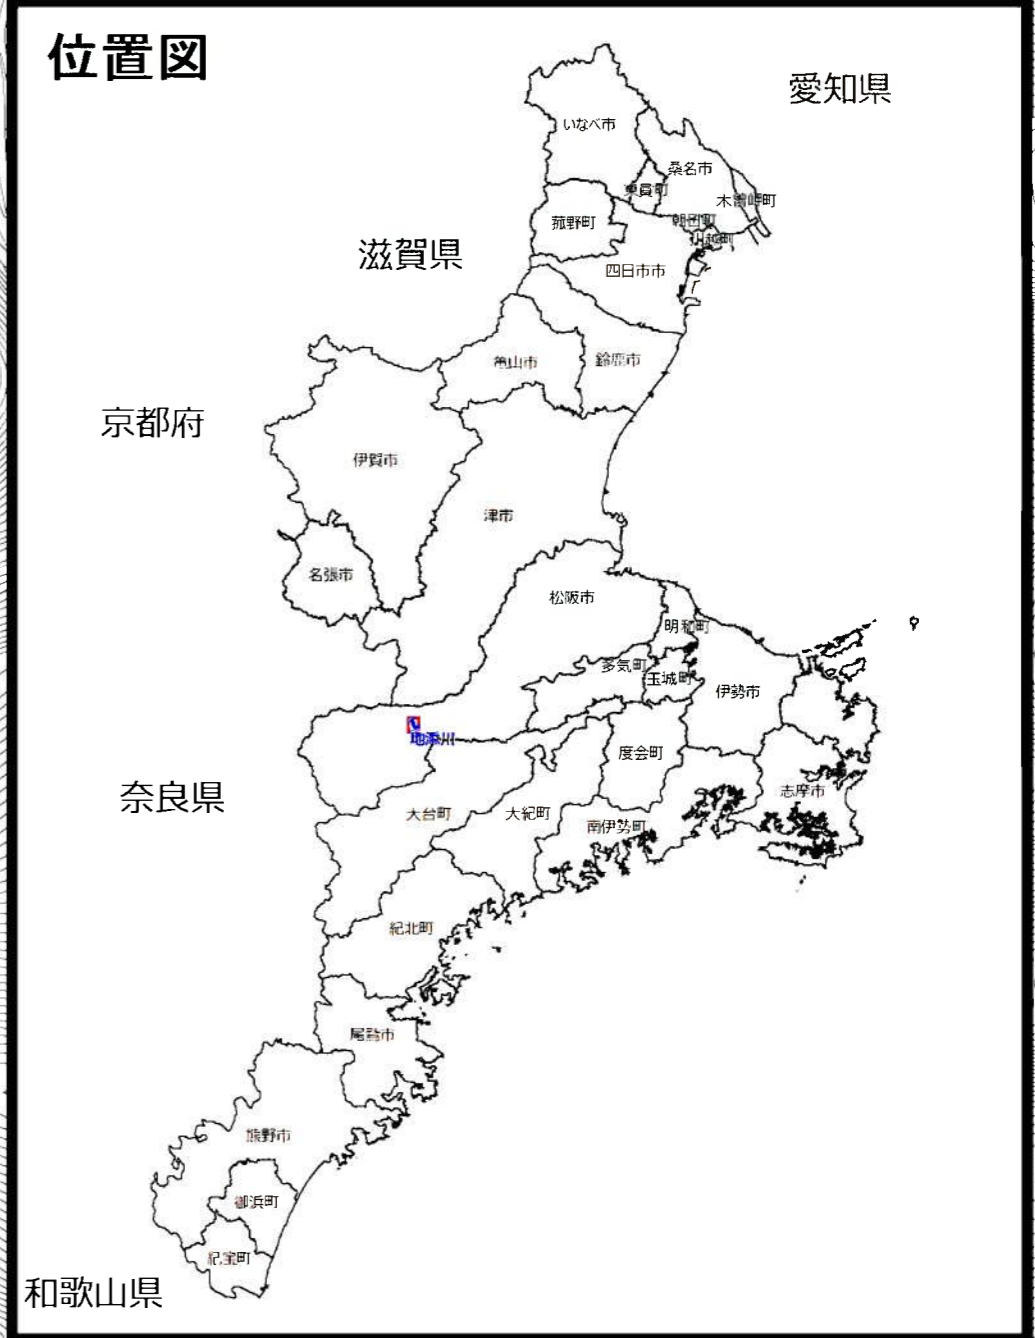 位置図
愛知県
いなべ市
桑名市
東員町
木曽岬町
菰野町
朝日町
川越町
滋賀県
四日市市
亀山市
鈴鹿市
京都府
伊賀市
津市
名張市
松阪市
明和町
多気町
玉城町
伊勢市
度会町
奈良県
志摩市
大台町
大紀町
南伊勢町
紀北町
尾鷲市
熊野市
御浜町
紀宝町
和歌山県